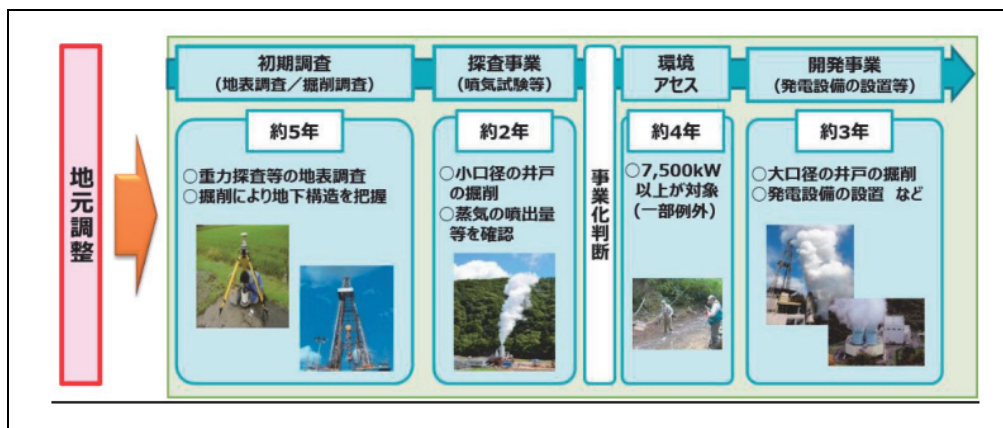 地元調整
初期調査
（地表調査／掘削調査）
約5年
○重力探査等の地表調査
○掘削により地下構造を把握
探査事業
（噴気試験等）
約2年
○小口径の井戸
の掘削
○蒸気の噴出量
等を確認
事業化判断
環境
アセス
約4年
○7,500kW
以上が対象
（一部例外）
開発事業
（発電設備の設置等）
約3年
○大口径の井戸の掘削
○発電設備の設置 など